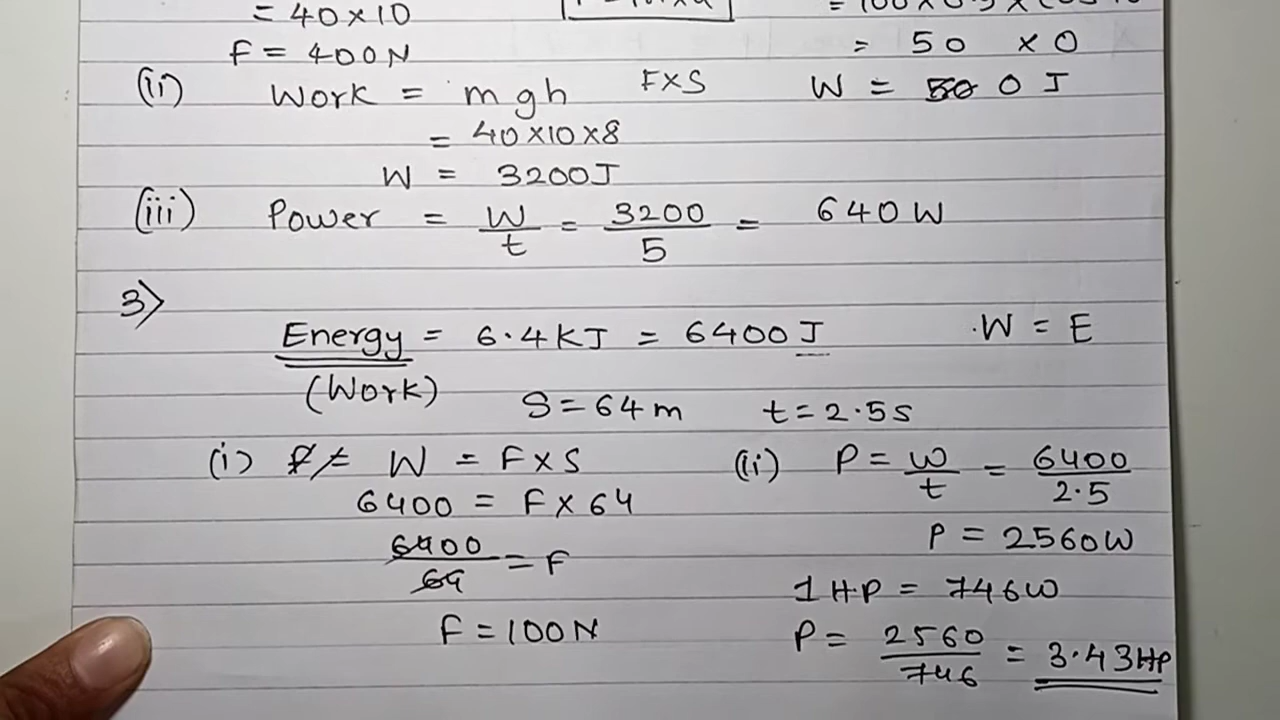 = 40 × 10
F = 400N
= 50 × 0
(ii) Work = mgh F×S W = 0 J
= 40×10×8
W = 3200J
(iii) Power = W/t = 3200/5 = 640W
3)
Energy = 6.4KJ = 6400J .W = E
(Work)
S = 64m t = 2.5s
(i) W = F×S
6400 = F×64
6400/64 = F
F = 100N
(ii) P = W/t = 6400/2.5
P = 2560W
1 H.P = 746W
P = 2560/746 = 3.43HP